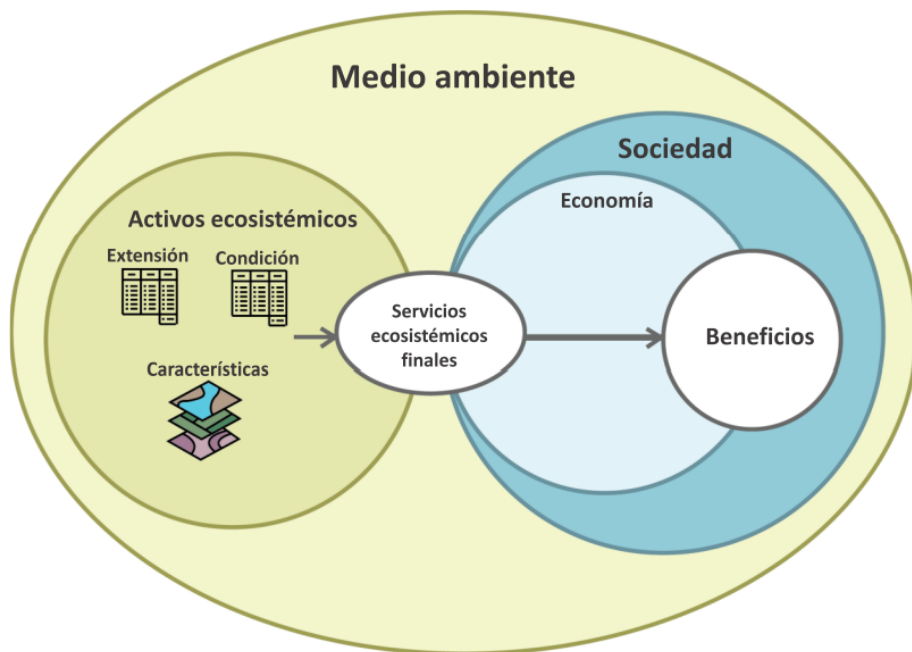 Medio ambiente
Sociedad
Economía
Activos ecosistémicos
Extensión
Condición
Características
Servicios
ecosistémicos
finales
Beneficios